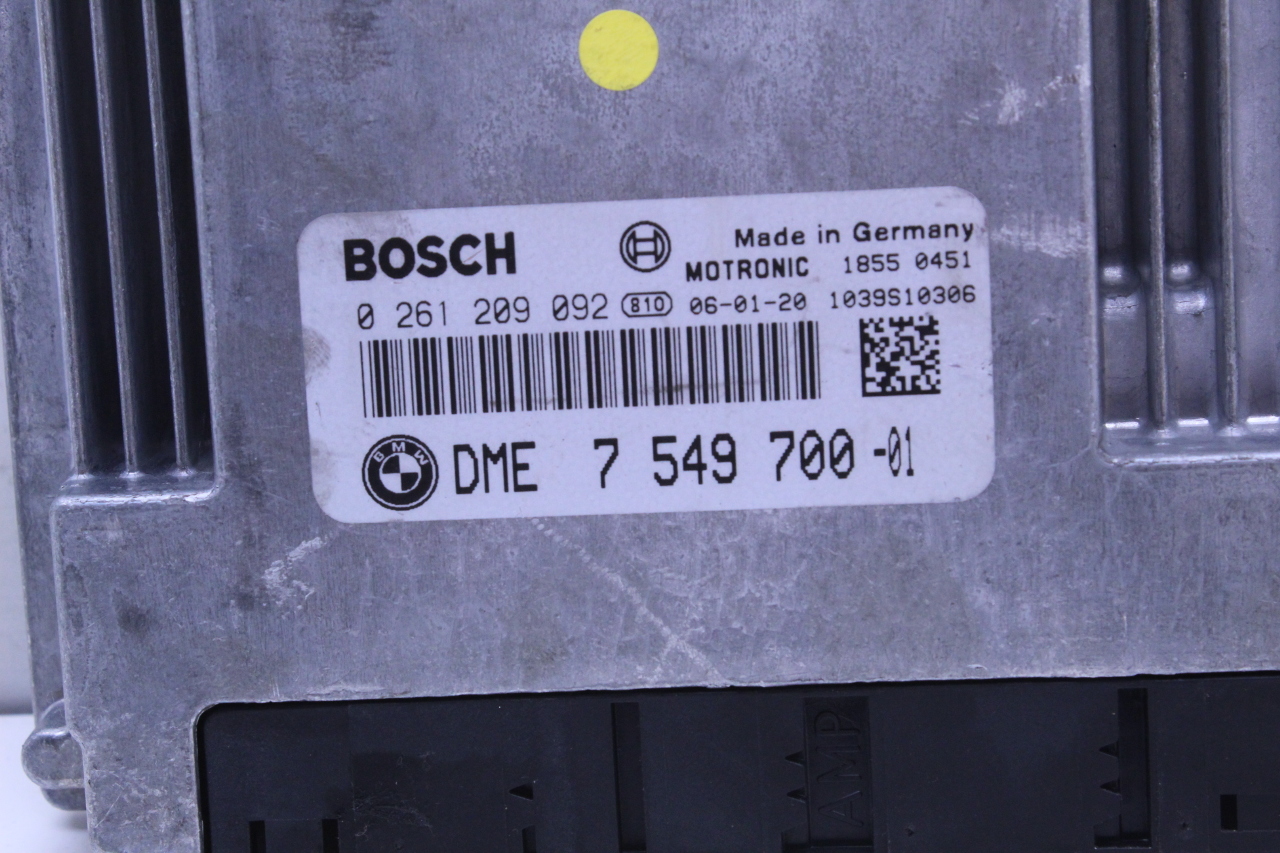 BOSCH
Made in Germany
MOTRONIC 1855 0451
0 261 209 092 810 06-01-20 1039S10306
BMW DME 7 549 700 -01
AMP